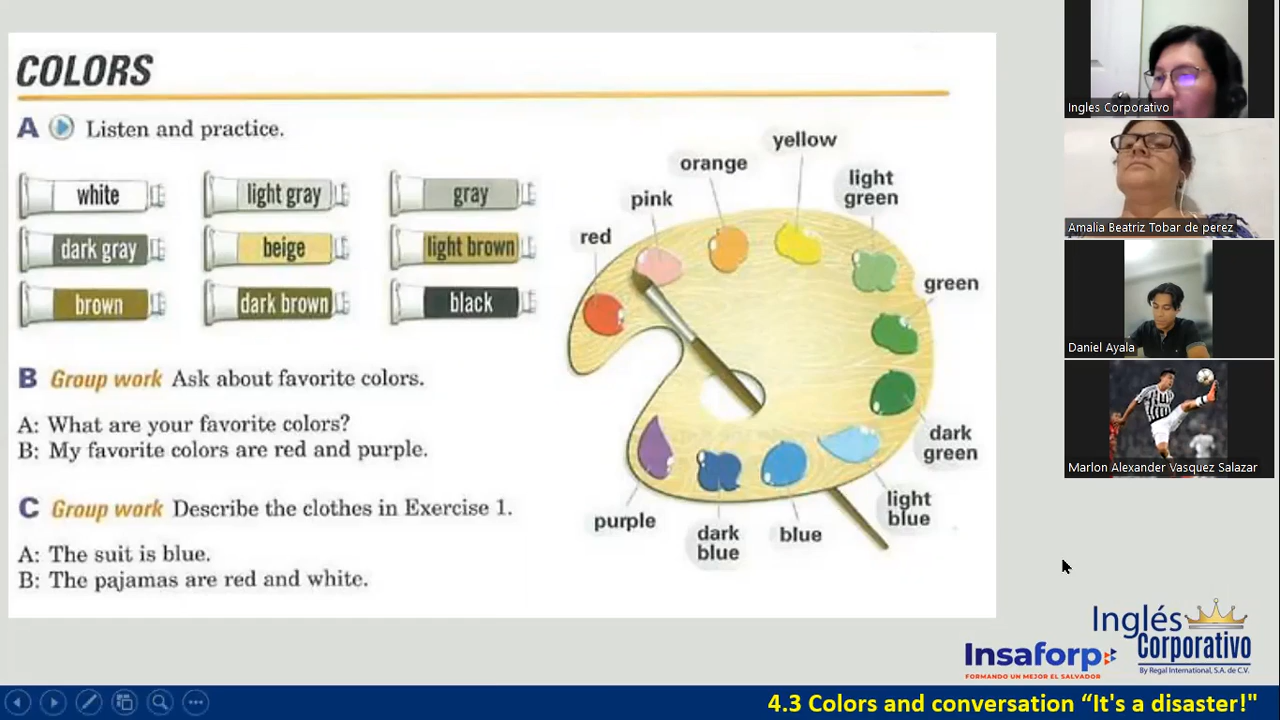 COLORS
A Listen and practice.
white
light gray
gray
dark gray
beige
light brown
brown
dark brown
black
B Group work Ask about favorite colors.
A: What are your favorite colors?
B: My favorite colors are red and purple.
C Group work Describe the clothes in Exercise 1.
A: The suit is blue.
B: The pajamas are red and white.
red
pink
orange
yellow
light
green
green
dark
green
light
blue
blue
dark
blue
purple
Ingles Corporativo
Amalia Beatriz Tobar de perez
Daniel Ayala
Marlon Alexander Vasquez Salazar
Insaforp
FORMANDO UN MEJOR EL SALVADOR
Inglés
Corporativo
By Regal International, S.A. de C.V.
4.3 Colors and conversation “It's a disaster!"